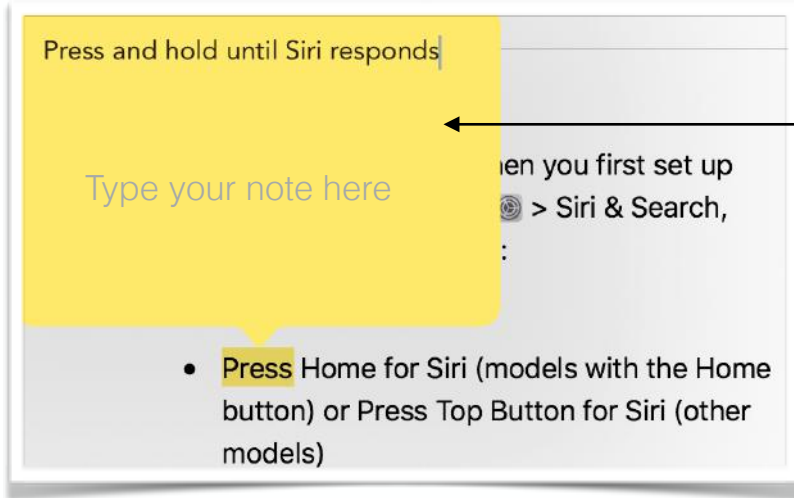 Press and hold until Siri responds
Type your note here
en you first set up
> Siri & Search,
:
• Press Home for Siri (models with the Home
button) or Press Top Button for Siri (other
models)